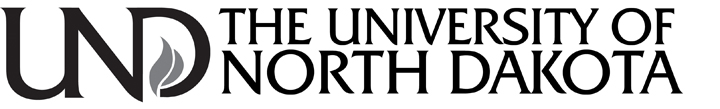 UND
THE UNIVERSITY OF
NORTH DAKOTA